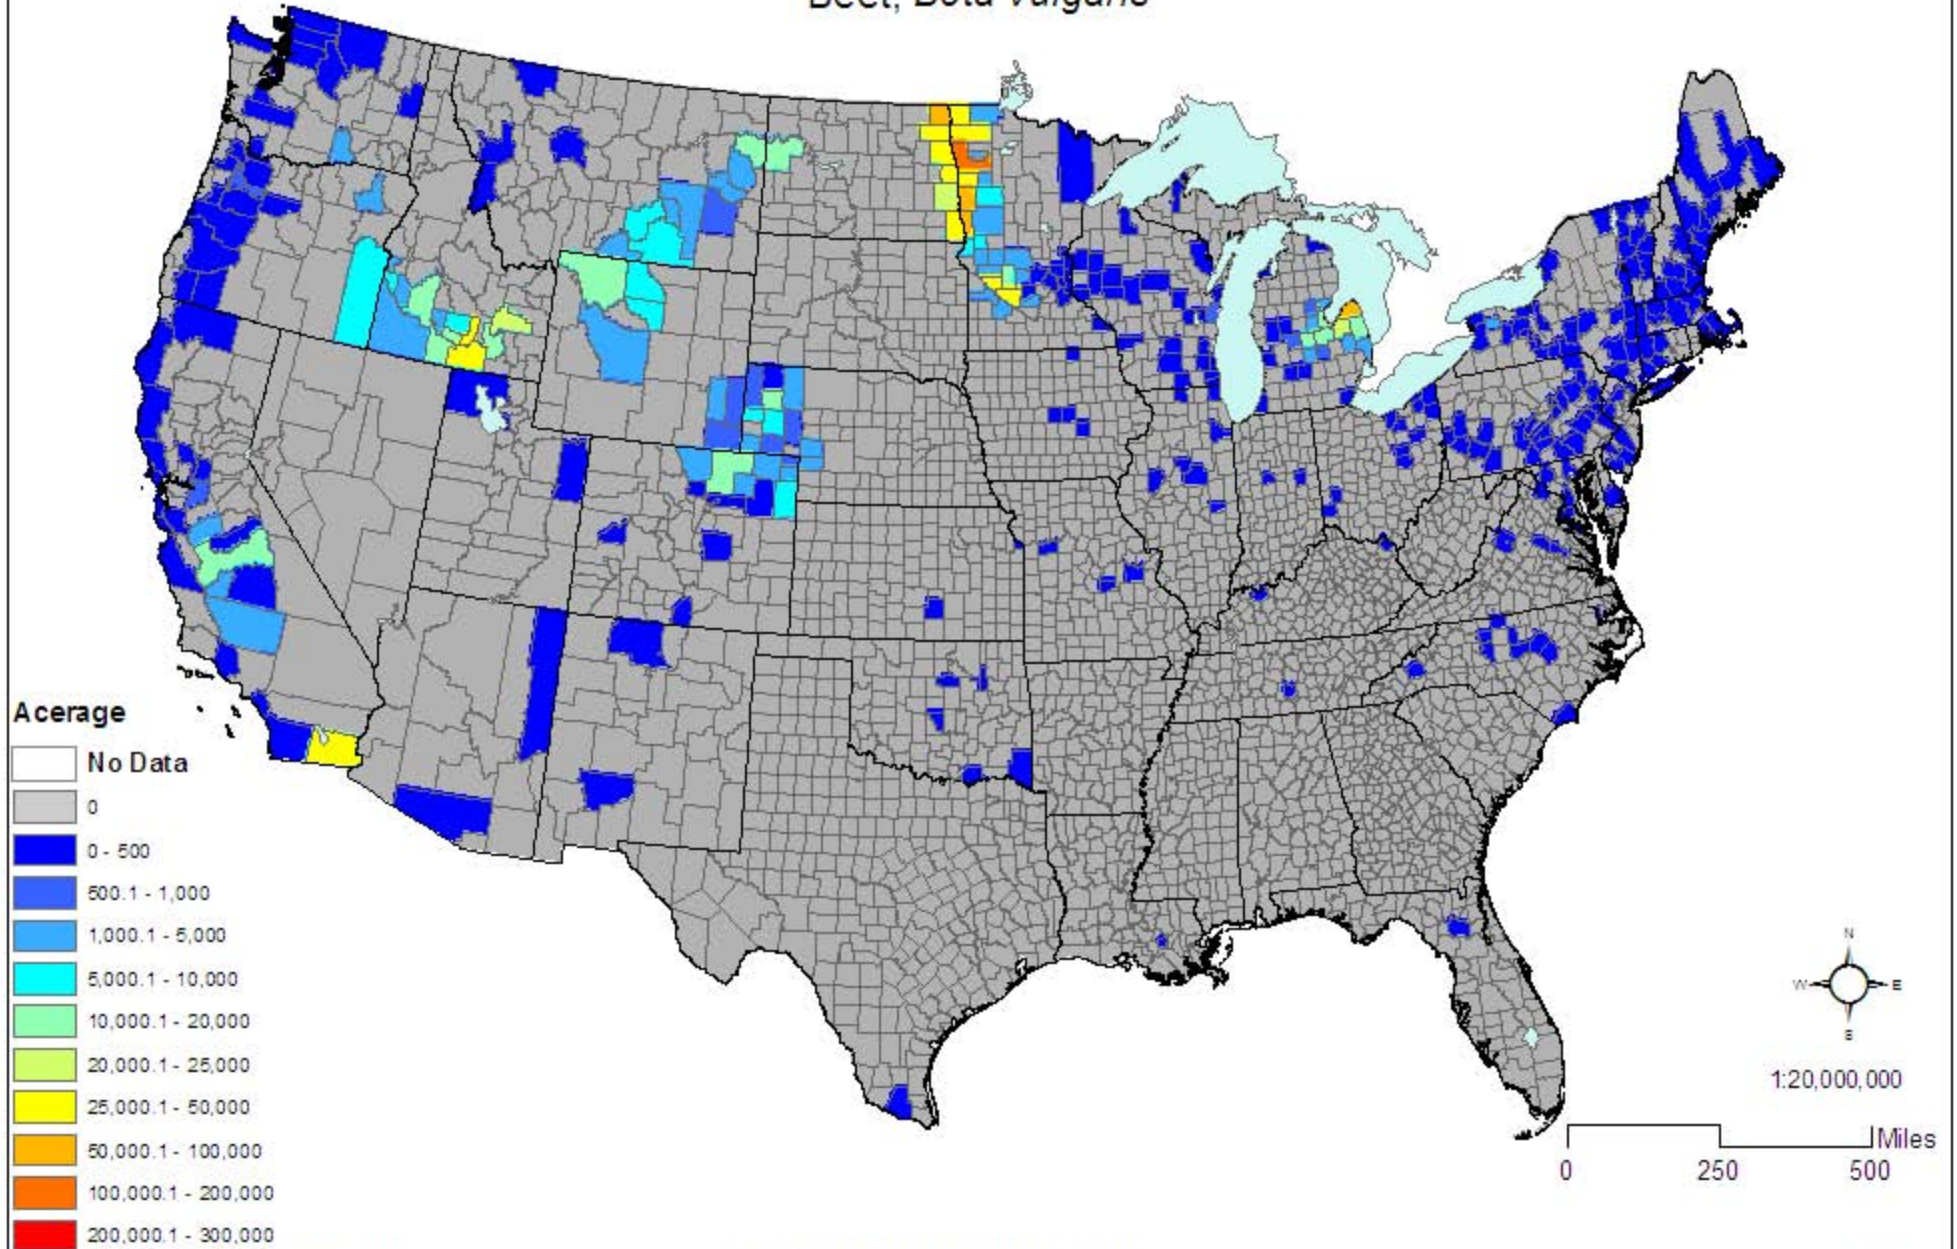 Beet, Beta vulgaris
Acerage
No Data
0
0 - 500
500.1 - 1,000
1,000.1 - 5,000
5,000.1 - 10,000
10,000.1 - 20,000
20,000.1 - 25,000
25,000.1 - 50,000
50,000.1 - 100,000
100,000.1 - 200,000
200,000.1 - 300,000
N
W E
S
1:20,000,000
Miles
0 250 500